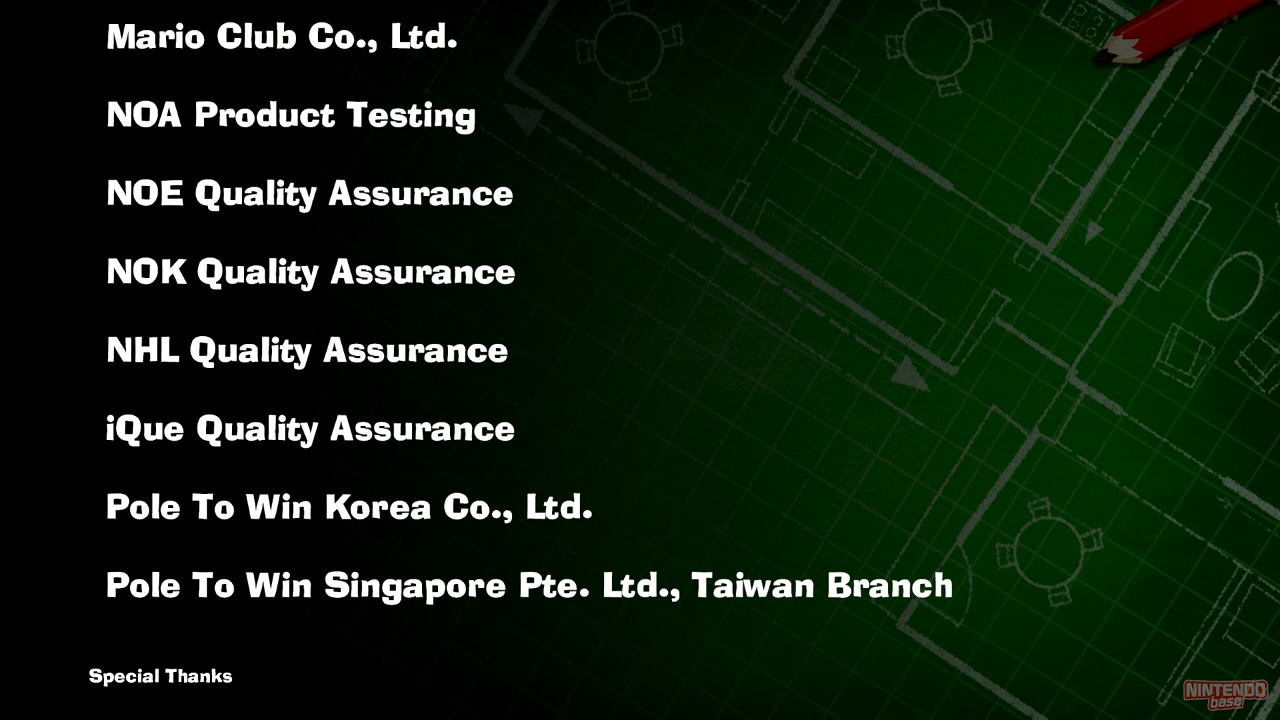 Mario Club Co., Ltd.
NOA Product Testing
NOE Quality Assurance
NOK Quality Assurance
NHL Quality Assurance
iQue Quality Assurance
Pole To Win Korea Co., Ltd.
Pole To Win Singapore Pte. Ltd., Taiwan Branch
Special Thanks
NINTENDO
base